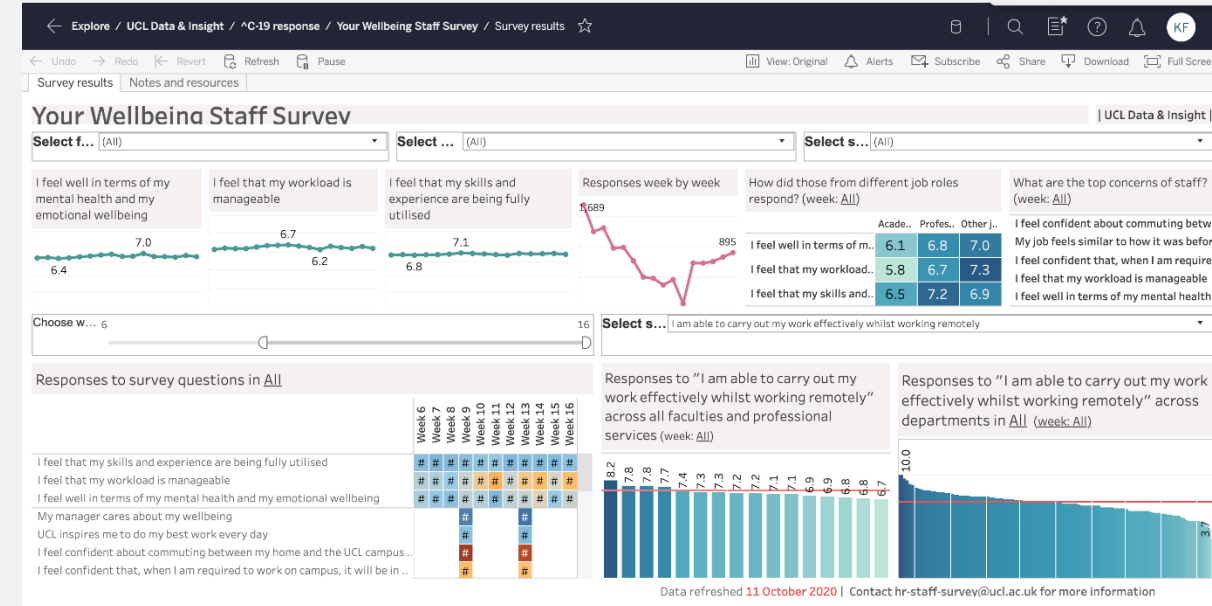 Explore / UCL Data & Insight / ^C-19 response / Your Wellbeing Staff Survey / Survey results
KF
Undo Redo Revert Refresh Pause View: Original Alerts Subscribe Share Download Full Scree
Survey results Notes and resources
Your Wellbeing Staff Survey | UCL Data & Insight |
Select f... (All) Select ... (All) Select s... (All)
I feel well in terms of my
mental health and my
emotional wellbeing
7.0
6.4
I feel that my workload is
manageable
6.7
6.2
I feel that my skills and
experience are being fully
utilised
7.1
6.8
Responses week by week
1,689
895
How did those from different job roles
respond? (week: All)
Acade.. Profes.. Other j..
I feel well in terms of m.. 6.1 6.8 7.0
I feel that my workload.. 5.8 6.7 7.3
I feel that my skills and.. 6.5 7.2 6.9
What are the top concerns of staff?
(week: All)
I feel confident about commuting betw
My job feels similar to how it was befor
I feel confident that, when I am require
I feel that my workload is manageable
I feel well in terms of my mental health
Choose w... 6 16
Select s... I am able to carry out my work effectively whilst working remotely
Responses to survey questions in All
Week 6 Week 7 Week 8 Week 9 Week 10 Week 11 Week 12 Week 13 Week 14 Week 15 Week 16
I feel that my skills and experience are being fully utilised # # # # # # # # # # #
I feel that my workload is manageable # # # # # # # # # # #
I feel well in terms of my mental health and my emotional wellbeing # # # # # # # # # # #
My manager cares about my wellbeing # #
UCL inspires me to do my best work every day # #
I feel confident about commuting between my home and the UCL campus .. # #
I feel confident that, when I am required to work on campus, it will be in .. # #
Responses to "I am able to carry out my
work effectively whilst working remotely"
across all faculties and professional
services (week: All)
8.2 7.8 7.8 7.7 7.4 7.3 7.3 7.2 7.2 7.1 7.1 6.9 6.9 6.8 6.8 6.7
Responses to "I am able to carry out my work
effectively whilst working remotely" across
departments in All (week: All)
10.0
3.7
Data refreshed 11 October 2020 | Contact hr-staff-survey@ucl.ac.uk for more information